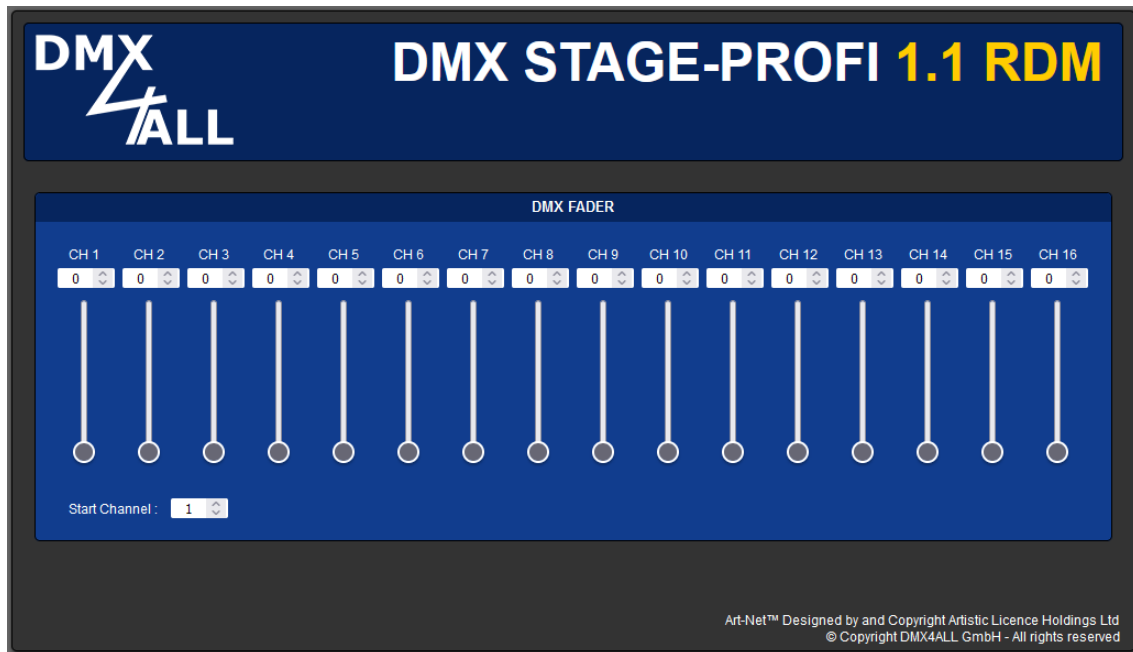 DMX
4ALL
DMX STAGE-PROFI 1.1 RDM
DMX FADER
CH 1 CH 2 CH 3 CH 4 CH 5 CH 6 CH 7 CH 8 CH 9 CH 10 CH 11 CH 12 CH 13 CH 14 CH 15 CH 16
0 0 0 0 0 0 0 0 0 0 0 0 0 0 0 0
Start Channel : 1
Art-Net™ Designed by and Copyright Artistic Licence Holdings Ltd
© Copyright DMX4ALL GmbH - All rights reserved